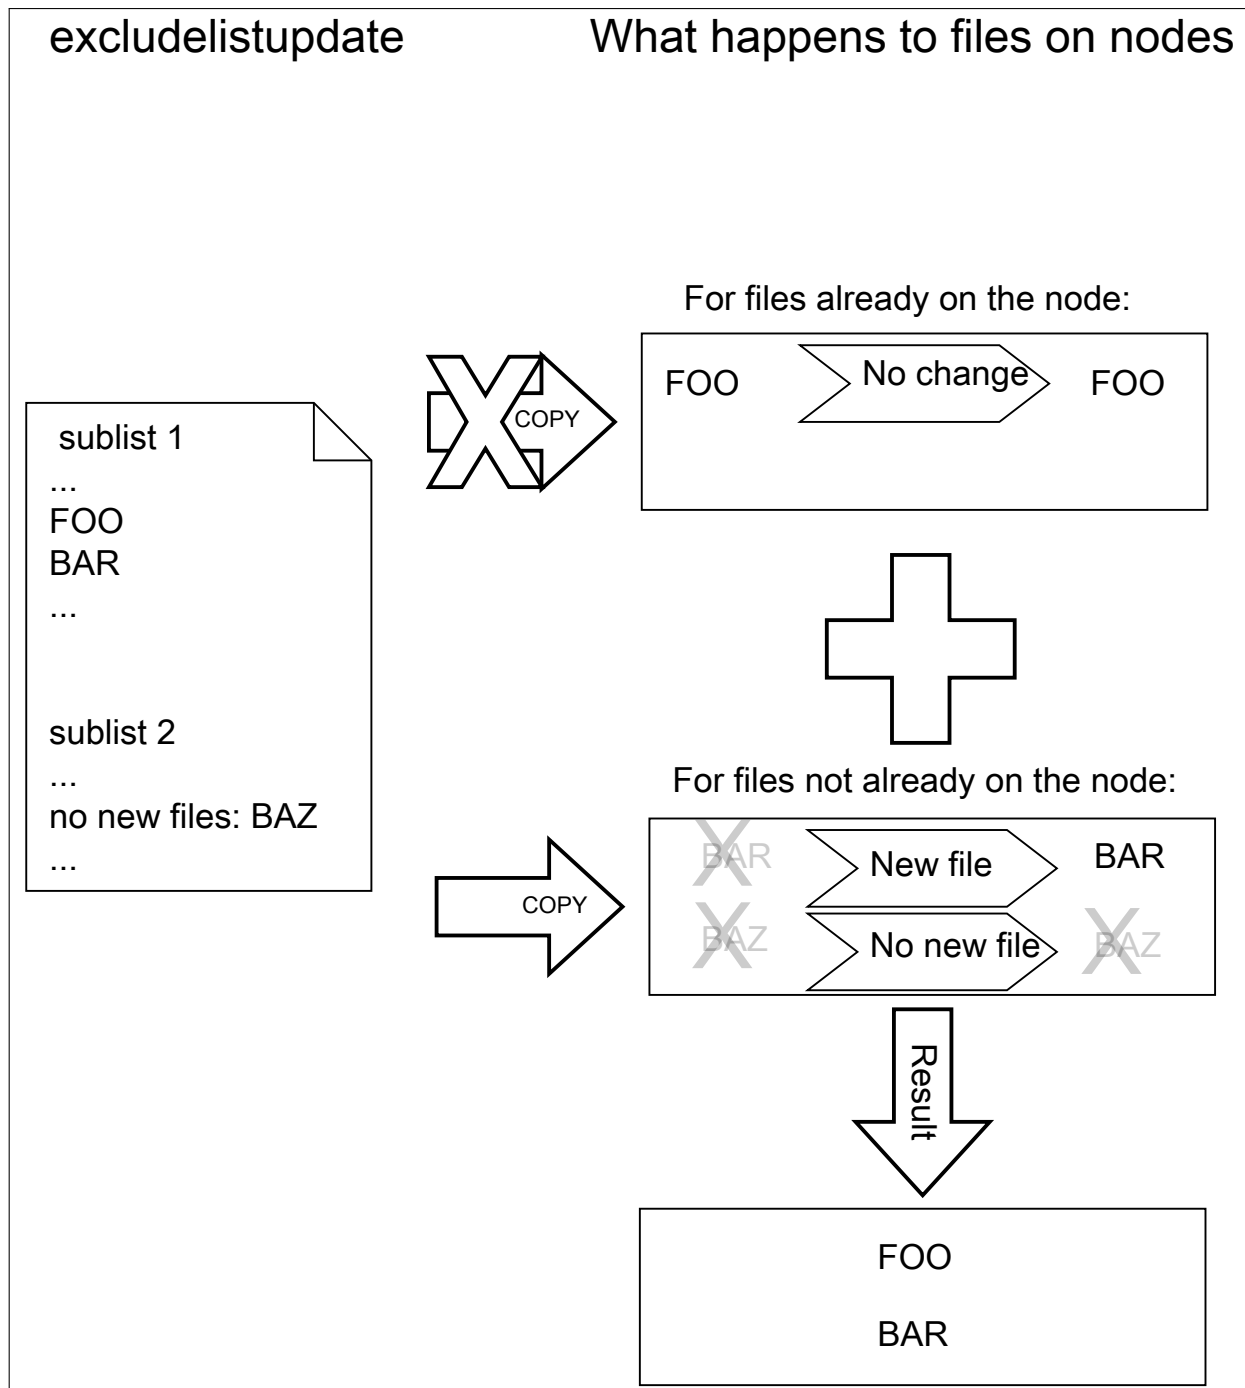 excludelistupdate
What happens to files on nodes
sublist 1
...
FOO
BAR
...
sublist 2
...
no new files: BAZ
...
COPY
For files already on the node:
FOO
No change
FOO
For files not already on the node:
COPY
BAR
New file
BAR
BAZ
No new file
BAZ
Result
FOO
BAR